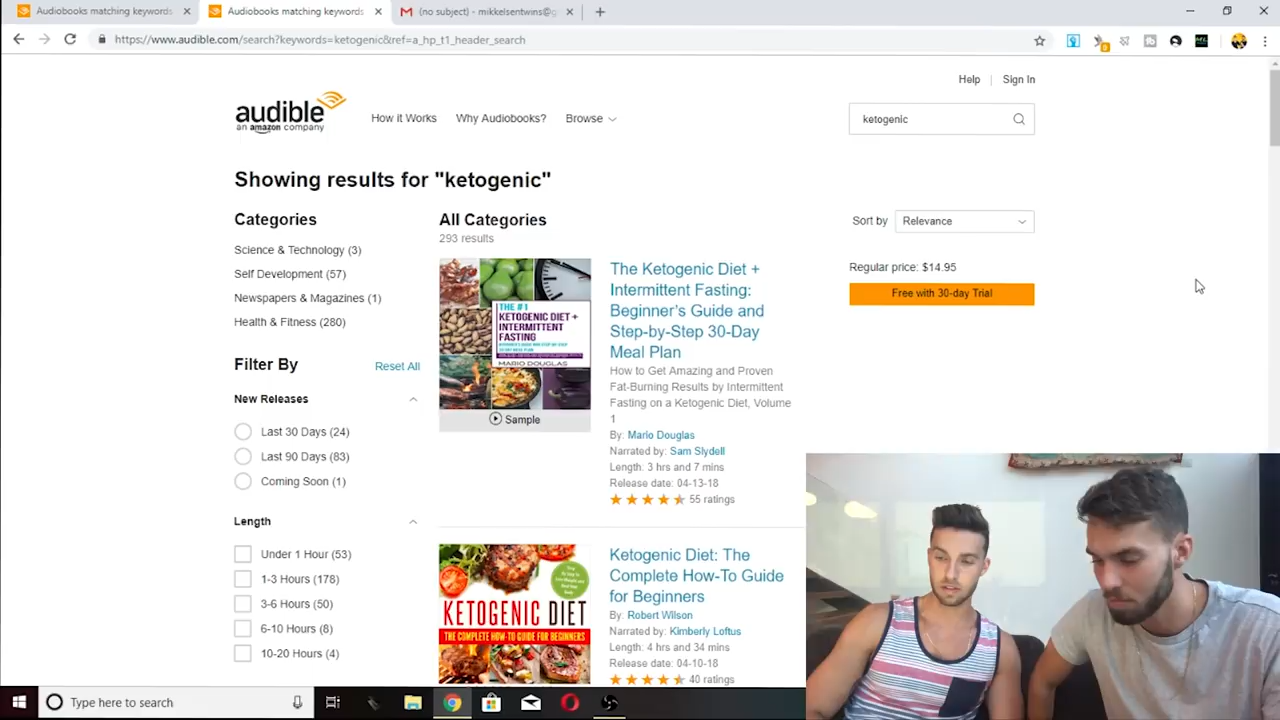 Audiobooks matching keywords
Audiobooks matching keywords
(no subject) - mikkelsentwins@g
https://www.audible.com/search?keywords=ketogenic&ref=a_hp_t1_header_search
Help | Sign In
audible
an amazon company
How it Works
Why Audiobooks?
Browse
ketogenic
Showing results for "ketogenic"
Categories
Science & Technology (3)
Self Development (57)
Newspapers & Magazines (1)
Health & Fitness (280)
Filter By
Reset All
New Releases
Last 30 Days (24)
Last 90 Days (83)
Coming Soon (1)
Length
Under 1 Hour (53)
1-3 Hours (178)
3-6 Hours (50)
6-10 Hours (8)
10-20 Hours (4)
All Categories
293 results
Sort by
Relevance
THE #1
KETOGENIC DIET +
INTERMITTENT
FASTING
MARIO DOUGLAS
Sample
The Ketogenic Diet +
Intermittent Fasting:
Beginner's Guide and
Step-by-Step 30-Day
Meal Plan
How to Get Amazing and Proven
Fat-Burning Results by Intermittent
Fasting on a Ketogenic Diet, Volume
1
By: Mario Douglas
Narrated by: Sam Slydell
Length: 3 hrs and 7 mins
Release date: 04-13-18
55 ratings
Regular price: $14.95
Free with 30-day Trial
KETOGENIC DIET
THE COMPLETE HOW-TO GUIDE FOR BEGINNERS
Ketogenic Diet: The
Complete How-To Guide
for Beginners
By: Robert Wilson
Narrated by: Kimberly Loftus
Length: 4 hrs and 34 mins
Release date: 04-10-18
40 ratings
Type here to search